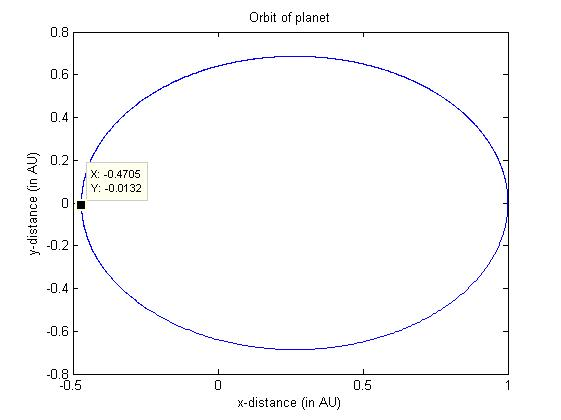 Orbit of planet
0.8
0.6
0.4
0.2
0
-0.2
-0.4
-0.6
-0.8
y-distance (in AU)
X: -0.4705
Y: -0.0132
-0.5 0 0.5 1
x-distance (in AU)